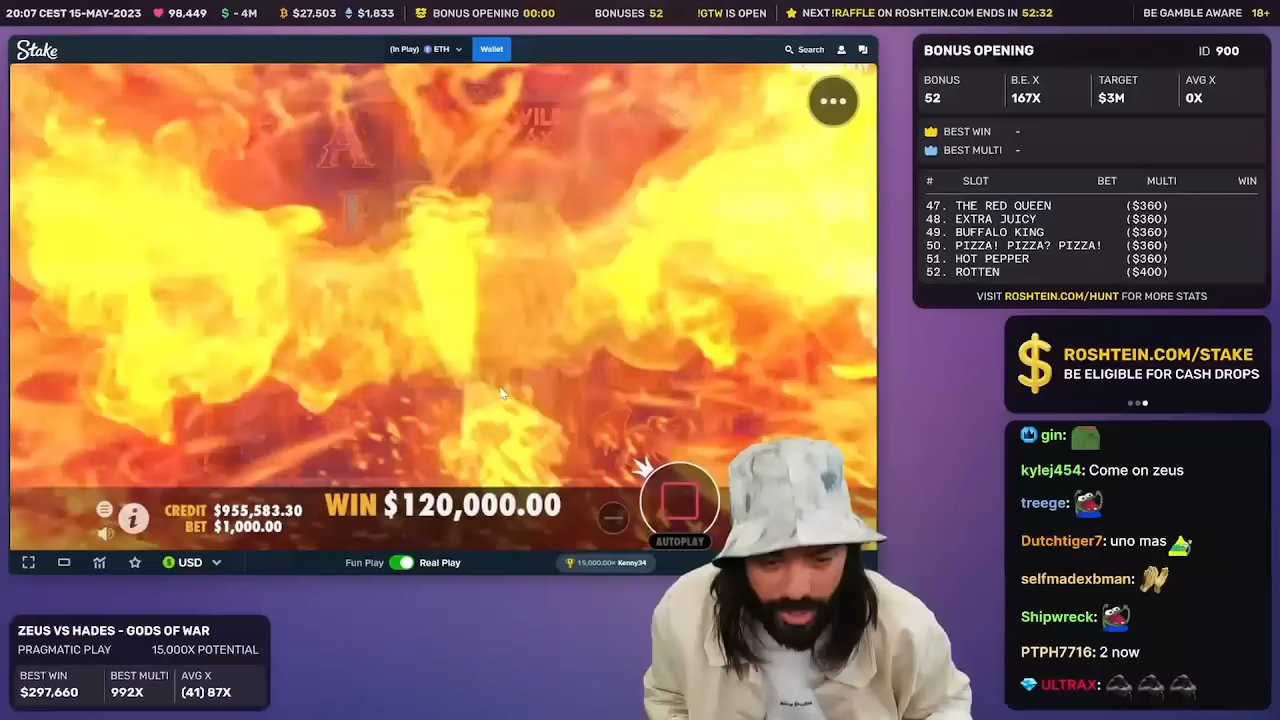 20:07 CEST 15-MAY-2023 98,449 $ - 4M $27,503 $1,833 BONUS OPENING 00:00 BONUSES 52 !GTW IS OPEN NEXT !RAFFLE ON ROSHTEIN.COM ENDS IN 52:32 BE GAMBLE AWARE 18+
Stake
(In Play) ETH Wallet
Search
A
WILD
CREDIT $955,583.30
BET $1,000.00
WIN $120,000.00
AUTOPLAY
USD
Fun Play Real Play
15,000.00× Kenny34
ZEUS VS HADES - GODS OF WAR
PRAGMATIC PLAY 15,000X POTENTIAL
BEST WIN BEST MULTI AVG X
$297,660 992X (41) 87X
BONUS OPENING ID 900
BONUS B.E. X TARGET AVG X
52 167X $3M 0X
BEST WIN -
BEST MULTI -
# SLOT BET MULTI WIN
47. THE RED QUEEN ($360)
48. EXTRA JUICY ($360)
49. BUFFALO KING ($360)
50. PIZZA! PIZZA? PIZZA! ($360)
51. HOT PEPPER ($360)
52. ROTTEN ($400)
VISIT ROSHTEIN.COM/HUNT FOR MORE STATS
$ ROSHTEIN.COM/STAKE
BE ELIGIBLE FOR CASH DROPS
gin:
kylej454: Come on zeus
treege:
Dutchtiger7: uno mas
selfmadexbman:
Shipwreck:
PTPH7716: 2 now
ULTRAX: